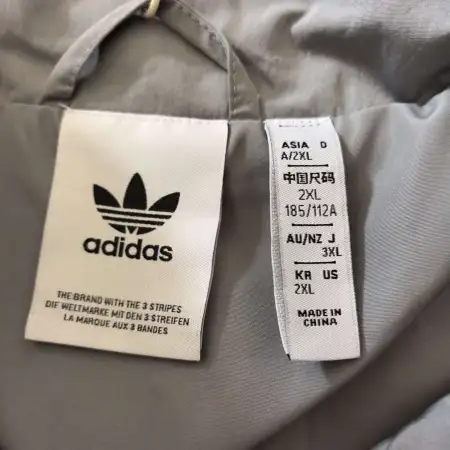 adidas
THE BRAND WITH THE 3 STRIPES
DIE WELTMARKE MIT DEN 3 STREIFEN
LA MARQUE AUX 3 BANDES
ASIA D
A/2XL
中国尺码
2XL
185/112A
AU/NZ J
3XL
KR US
2XL
MADE IN
CHINA